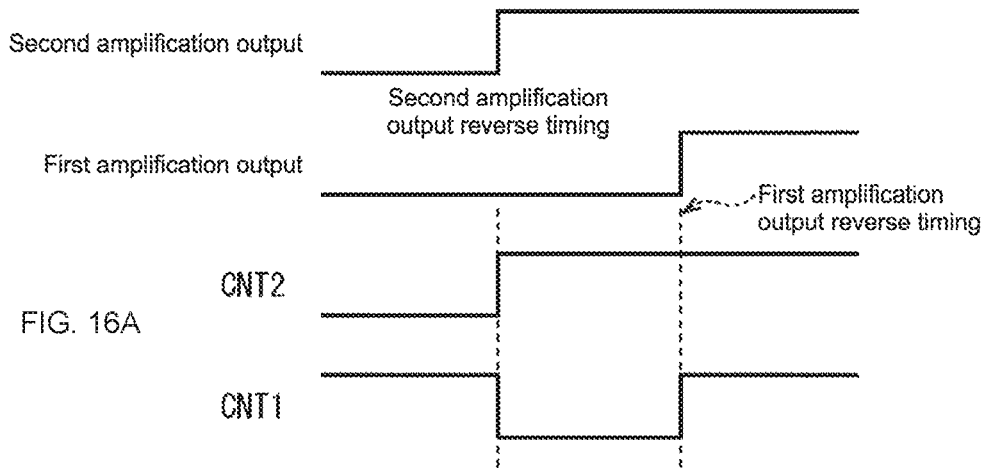 Second amplification output
Second amplification
output reverse timing
First amplification output
First amplification
output reverse timing
CNT2
FIG. 16A
CNT1